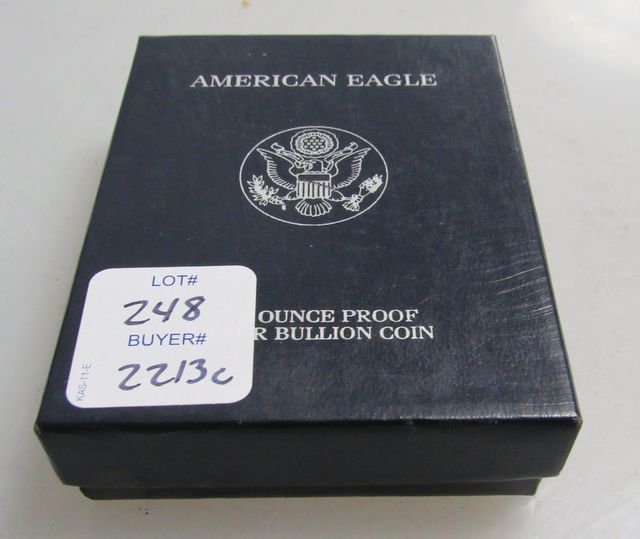 AMERICAN EAGLE
OUNCE PROOF
R BULLION COIN
LOT#
248
BUYER#
2213c
KAS-11-E